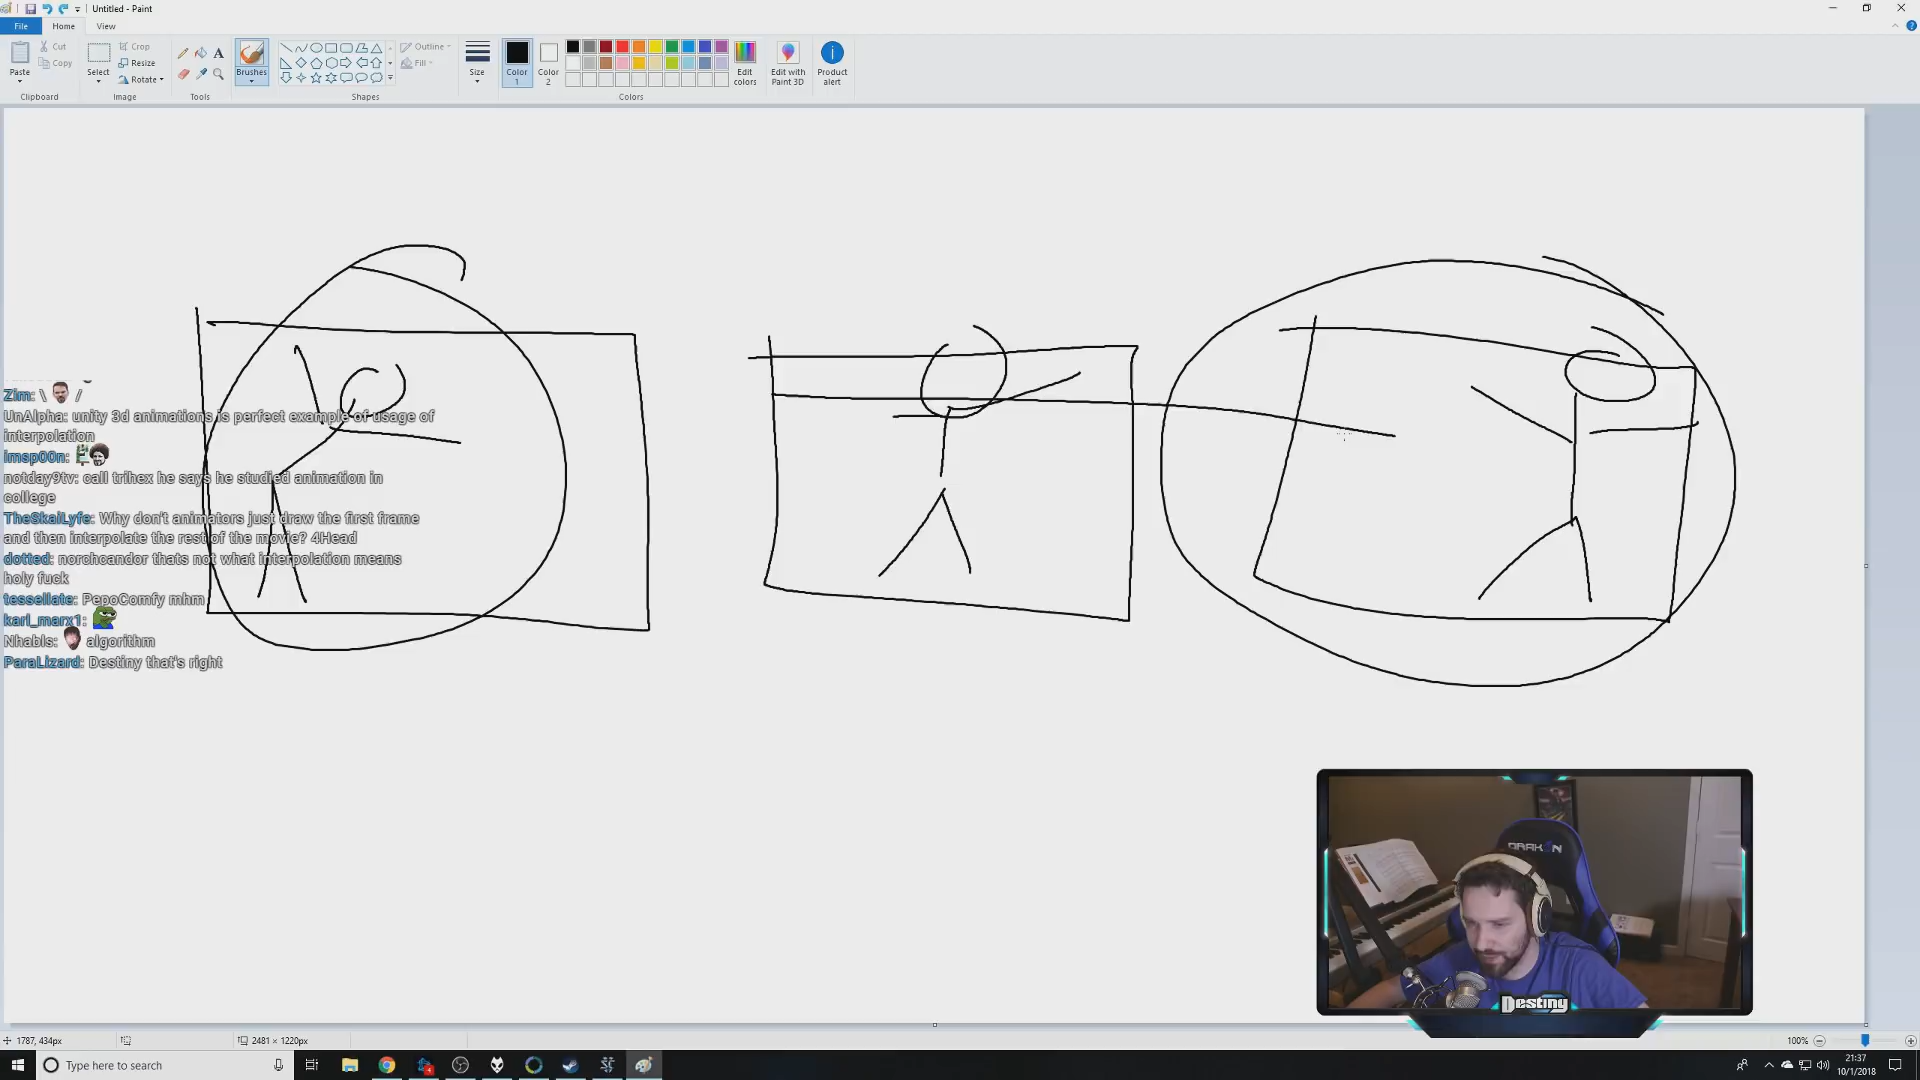 Untitled - Paint
File Home View
Cut
Copy
Paste
Clipboard
Crop
Resize
Rotate
Select
Image
Tools
Brushes
Outline
Fill
Shapes
Size
Color 1
Color 2
Edit colors
Colors
Edit with Paint 3D
Product alert
Zim: \ /
UnAlpha: unity 3d animations is perfect example of usage of
interpolation
imsp00n:
notday9tv: call trihex he says he studied animation in
college
TheSkaiLyfe: Why don't animators just draw the first frame
and then interpolate the rest of the movie? 4Head
dotted: norchoandor thats not what interpolation means
holy fuck
tessellate: PepoComfy mhm
karl_marx1:
Nhabls: algorithm
ParaLizard: Destiny that's right
Destiny
1787, 434px
2481 × 1220px
100%
Type here to search
21:37
10/1/2018